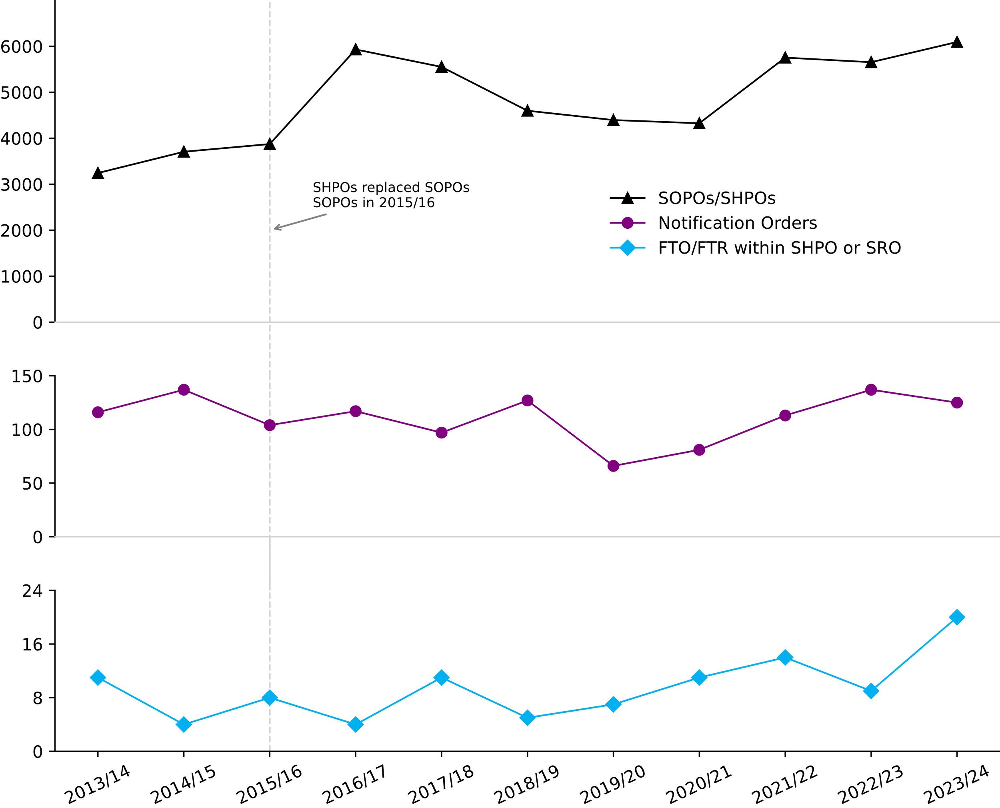 6000
5000
4000
3000
2000
1000
0
SHPOs replaced SOPOs
SOPOs in 2015/16
SOPOs/SHPOs
Notification Orders
FTO/FTR within SHPO or SRO
150
100
50
0
24
16
8
0
2013/14 2014/15 2015/16 2016/17 2017/18 2018/19 2019/20 2020/21 2021/22 2022/23 2023/24